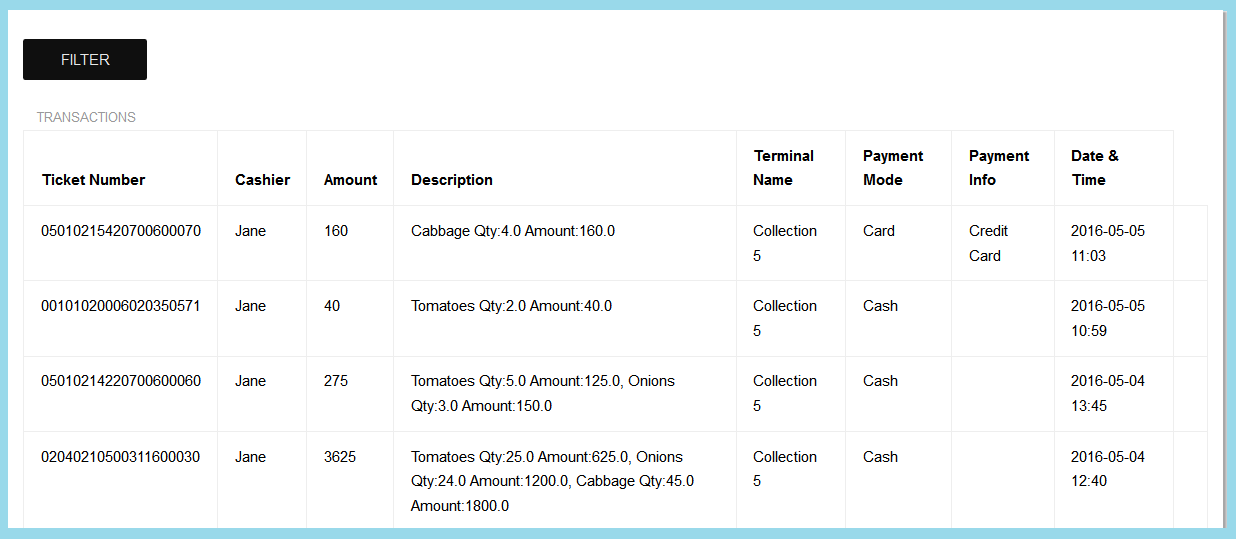 FILTER
TRANSACTIONS
Ticket Number Cashier Amount Description Terminal Name Payment Mode Payment Info Date & Time
05010215420700600070 Jane 160 Cabbage Qty:4.0 Amount:160.0 Collection 5 Card Credit Card 2016-05-05 11:03
00101020006020350571 Jane 40 Tomatoes Qty:2.0 Amount:40.0 Collection 5 Cash 2016-05-05 10:59
05010214220700600060 Jane 275 Tomatoes Qty:5.0 Amount:125.0, Onions Qty:3.0 Amount:150.0 Collection 5 Cash 2016-05-04 13:45
02040210500311600030 Jane 3625 Tomatoes Qty:25.0 Amount:625.0, Onions Qty:24.0 Amount:1200.0, Cabbage Qty:45.0 Amount:1800.0 Collection 5 Cash 2016-05-04 12:40